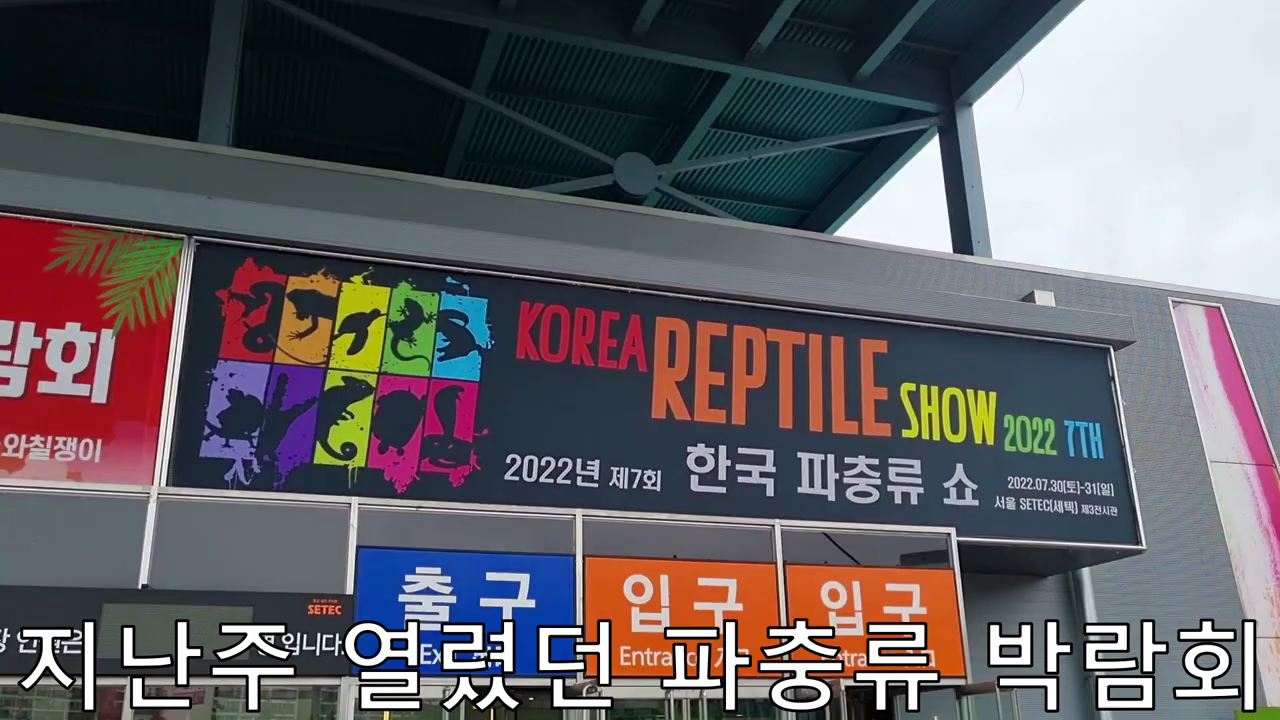 람회
와칠쟁이
KOREA REPTILE SHOW 2022 7TH
2022년 제7회 한국 파충류 쇼
2022.07.30(토)-31(일)
서울 SETEC(세텍) 제3전시관
SETEC
입니다.
출구
입구
입구
지난주 열렸던 파충류 박람회